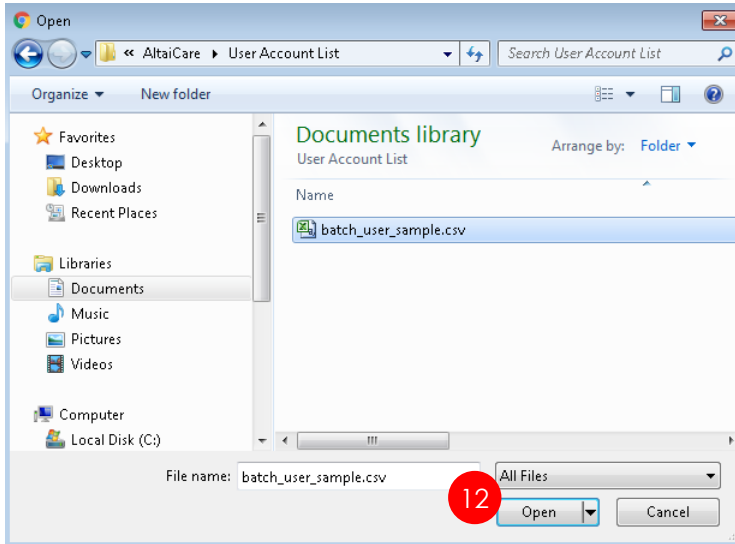 Open
« AltaiCare ▸ User Account List
Search User Account List
Organize ▾ New folder
Favorites
Desktop
Downloads
Recent Places
Libraries
Documents
Music
Pictures
Videos
Computer
Local Disk (C:)
Documents library
User Account List
Arrange by: Folder ▾
Name
batch_user_sample.csv
File name: batch_user_sample.csv
All Files
12
Open
Cancel